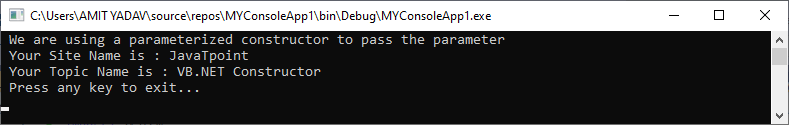 C:\Users\AMIT YADAV\source\repos\MYConsoleApp1\bin\Debug\MYConsoleApp1.exe
We are using a parameterized constructor to pass the parameter
Your Site Name is : JavaTpoint
Your Topic Name is : VB.NET Constructor
Press any key to exit...